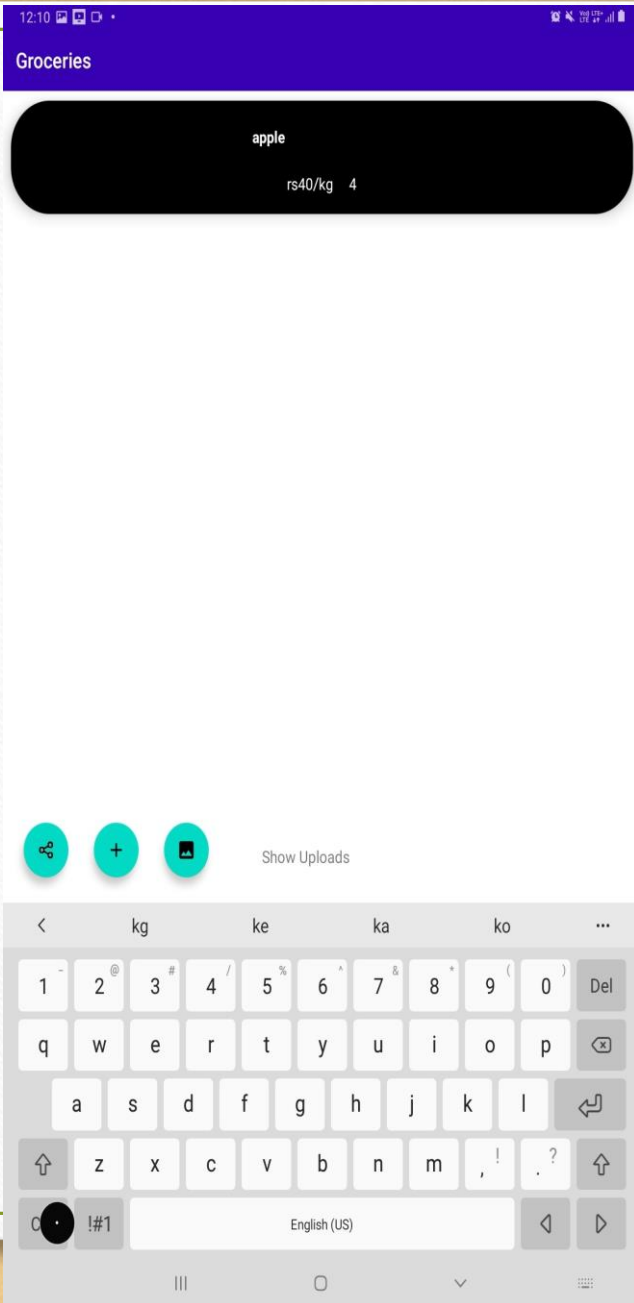 12:10
Groceries
apple
rs40/kg 4
Show Uploads
kg ke ka ko ...
1 - 2 @ 3 # 4 / 5 % 6 ^ 7 & 8 * 9 ( 0 ) Del
q w e r t y u i o p
a s d f g h j k l
z x c v b n m , ! . ?
!#1 English (US)